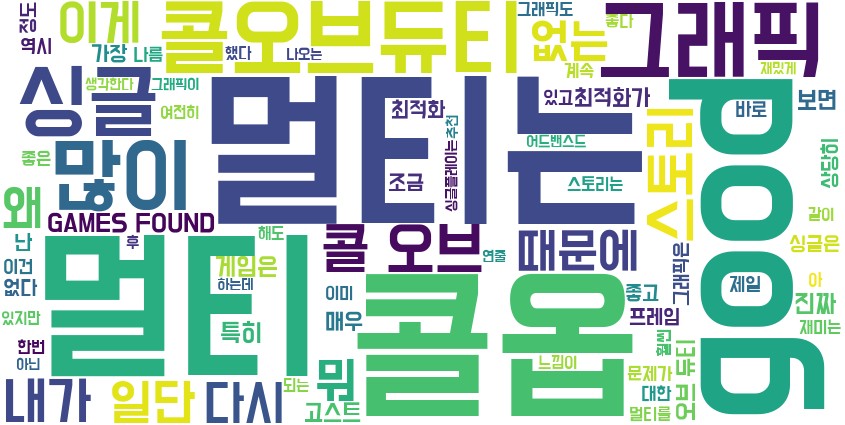 정도
이게
콜오브듀티
그래픽도
좋다
그래픽
역시
가장
나름
했다
나오는
없는
계속
재밌게
싱글
생각한다
그래픽이
여전히
최적화
있고
최적화가
바로
보면
멀티는
good
좋은
많이
조금
싱글플레이는
추천
어드밴스드
스토리는
스토리
상당히
왜
GAMES FOUND
같이
난
후
해도
콜 오브
연출
때문에
그래픽은
싱글은
이건
없다
멀티
게임은
하는데
이미
콜옵
좋고
제일
아
진짜
있지만
특히
매우
프레임
재미는
한번
아닌
느낌이
훨씬
문제가
오브 듀티
내가
일단
다시
되는
뭐
고스트
대한
멀티를